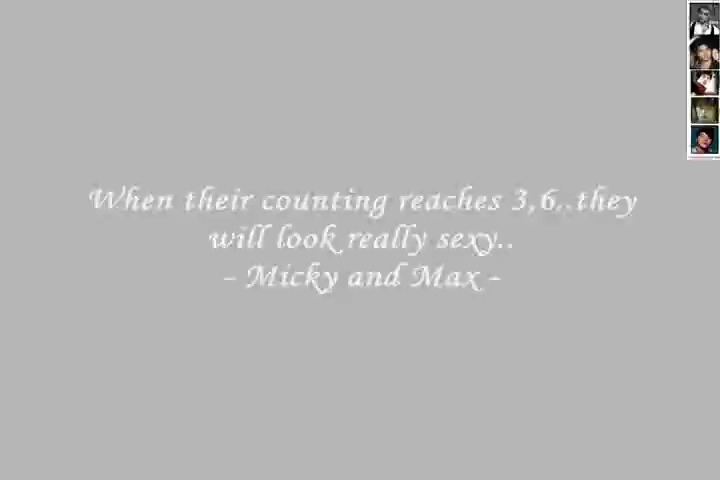 When their counting reaches 3,6..they
will look really sexy..
- Micky and Max -